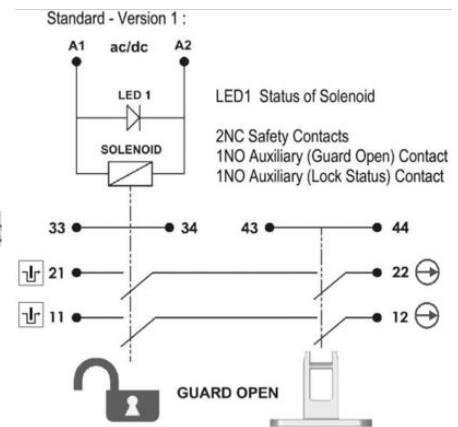 Standard - Version 1 :
A1 ac/dc A2
LED 1
LED1 Status of Solenoid
SOLENOID
2NC Safety Contacts
1NO Auxiliary (Guard Open) Contact
1NO Auxiliary (Lock Status) Contact
33 34 43 44
21 22
11 12
GUARD OPEN